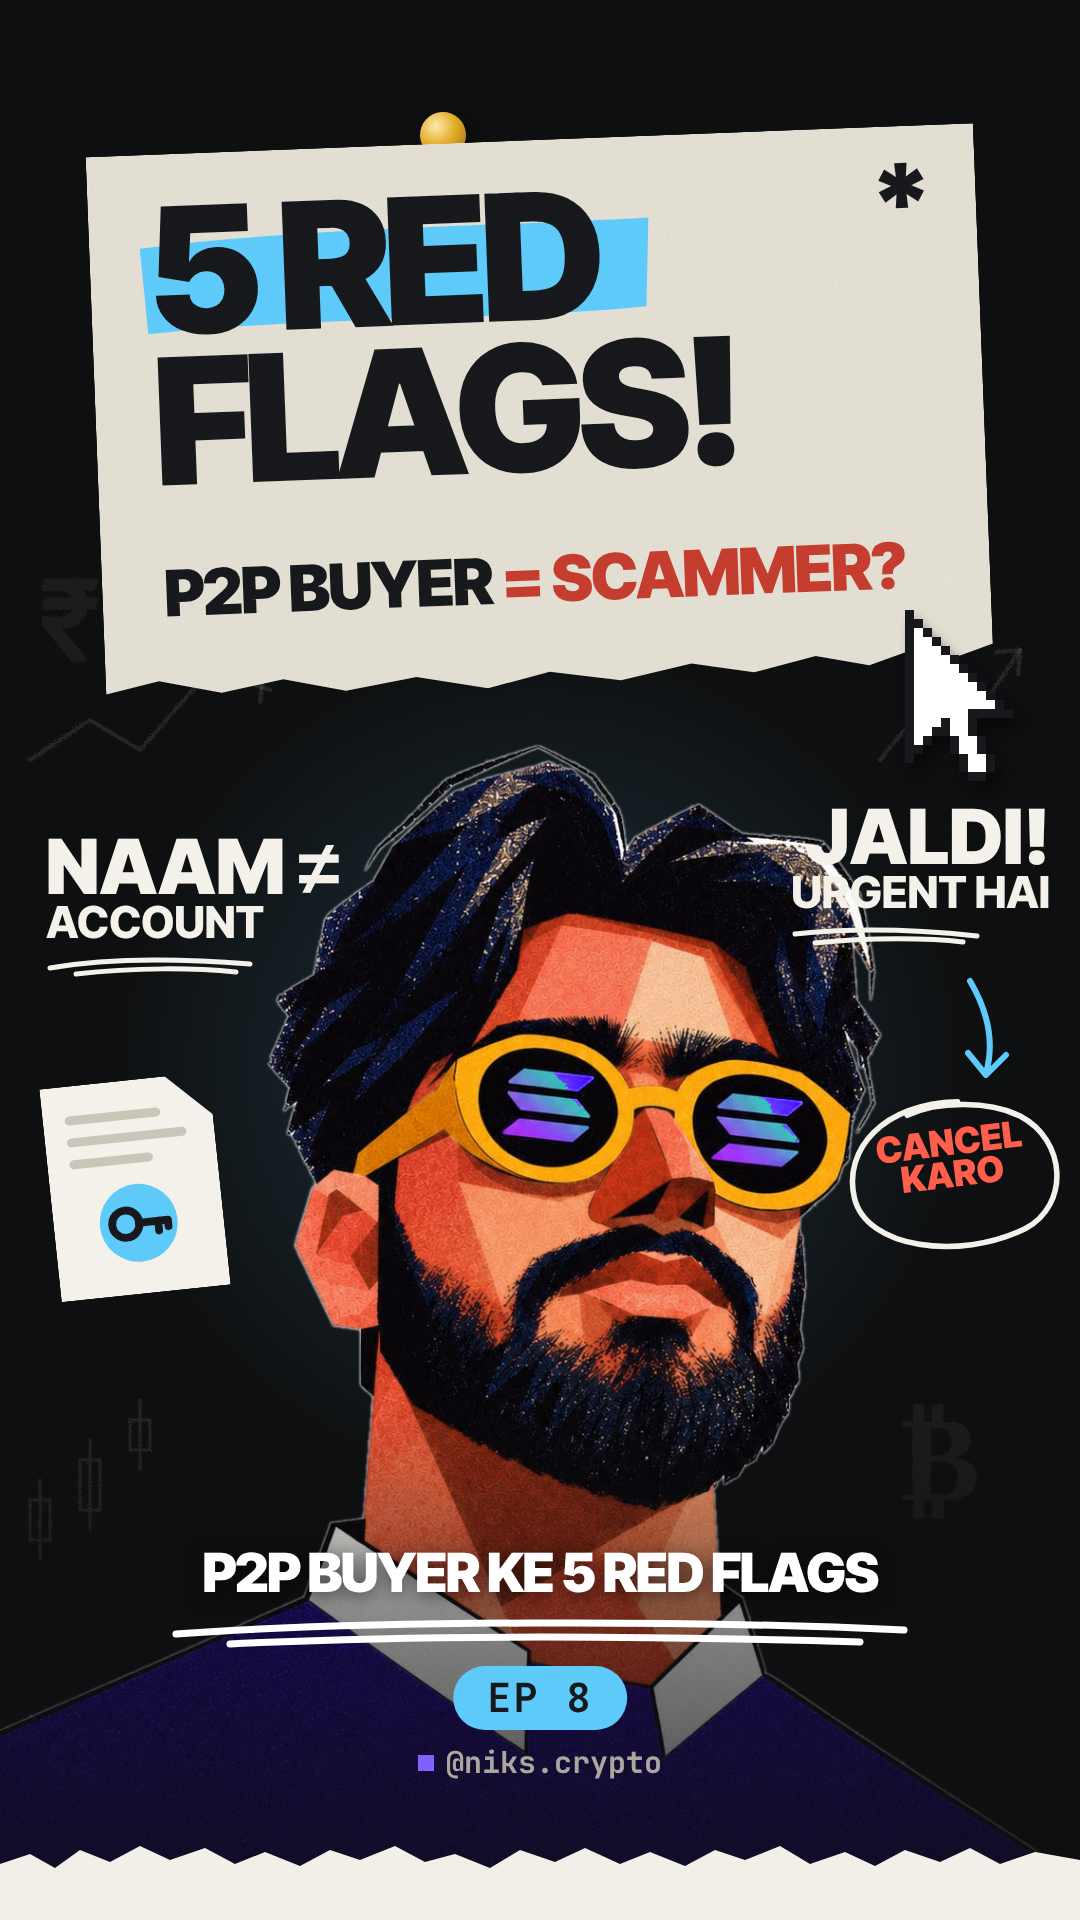 5 RED
FLAGS!
*
P2P BUYER = SCAMMER?
₹
NAAM ≠
ACCOUNT
JALDI!
URGENT HAI
CANCEL
KARO
₿
P2P BUYER KE 5 RED FLAGS
EP 8
@niks.crypto